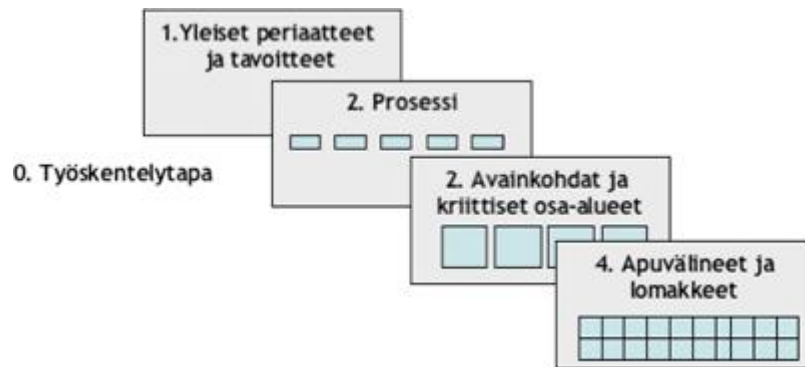 1.Yleiset periaatteet
ja tavoitteet
2. Prosessi
0. Työskentelytapa
2. Avainkohdat ja
kriittiset osa-alueet
4. Apuvälineet ja
lomakkeet